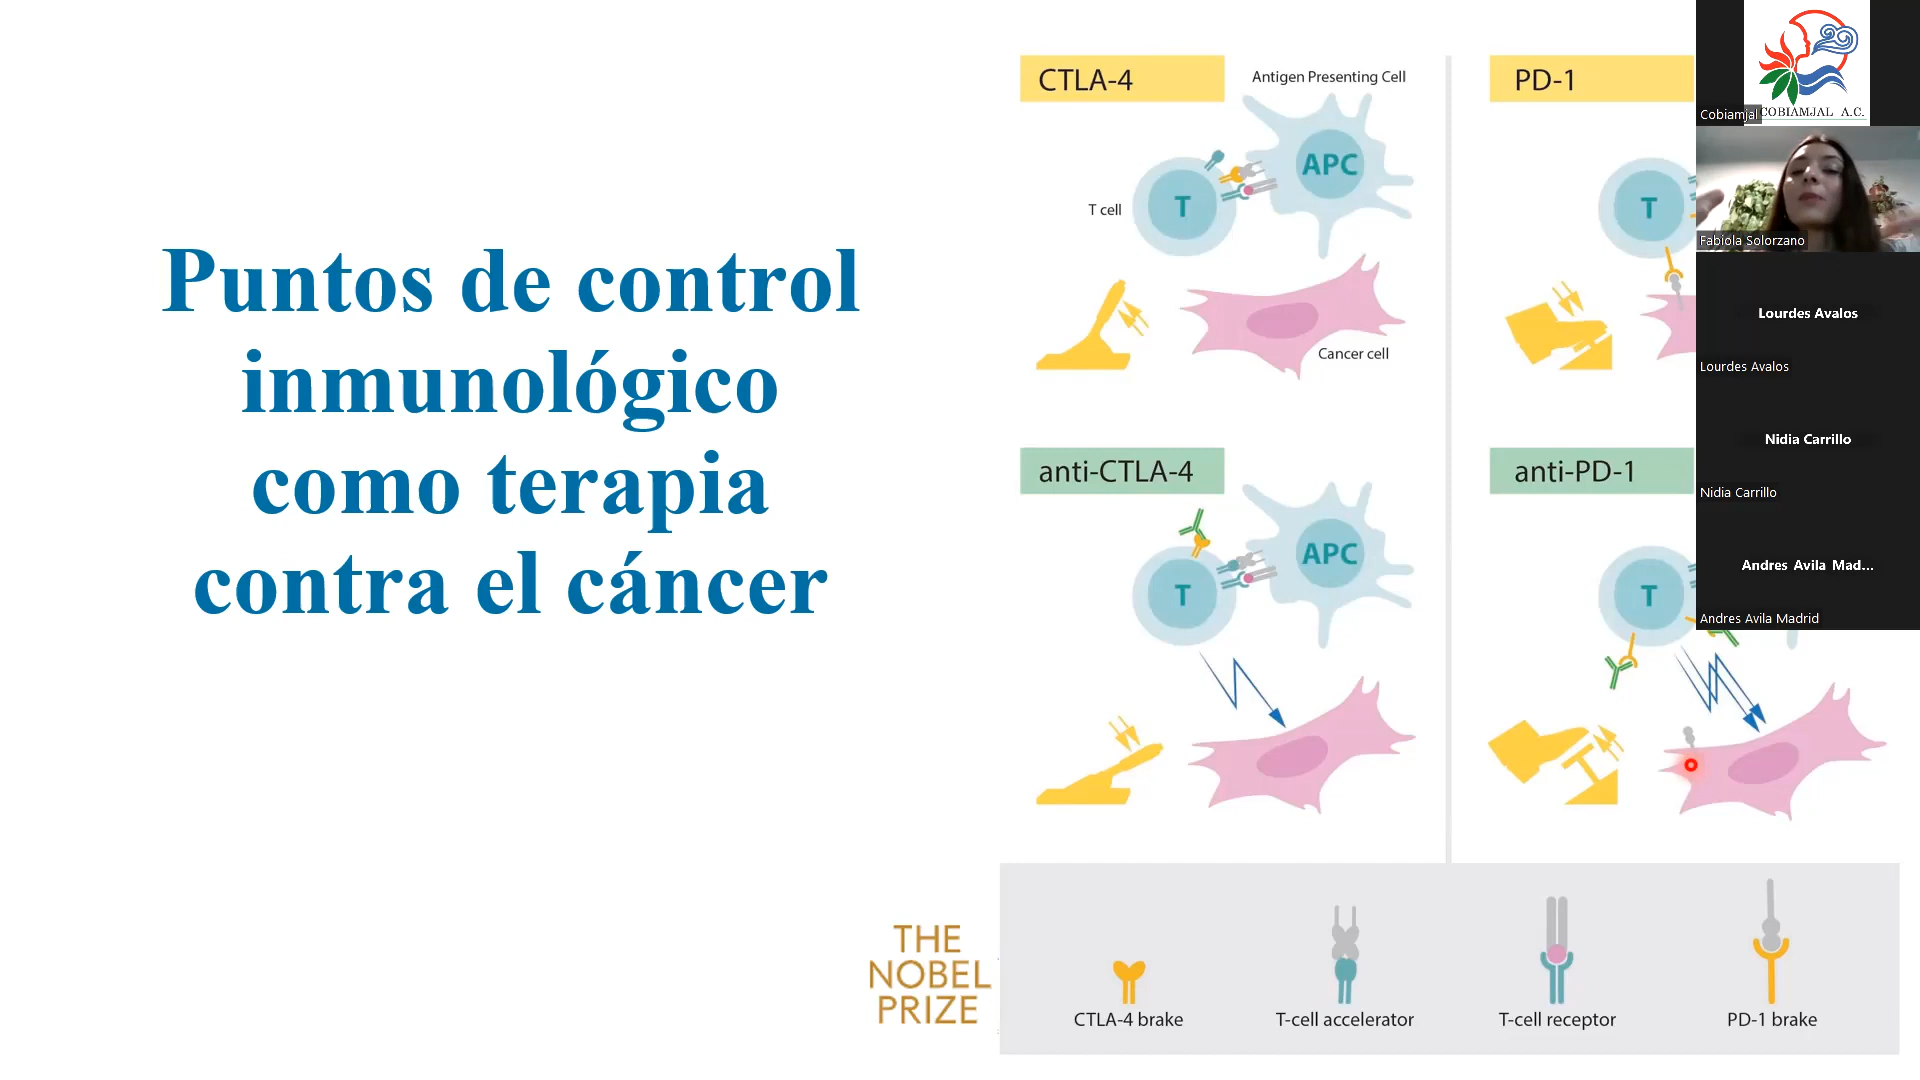 Puntos de control
inmunológico
como terapia
contra el cáncer
THE
NOBEL
PRIZE
CTLA-4
Antigen Presenting Cell
APC
T
T cell
Cancer cell
PD-1
T
anti-CTLA-4
APC
T
anti-PD-1
T
CTLA-4 brake
T-cell accelerator
T-cell receptor
PD-1 brake
COBIAMJAL A.C.
Cobiamjal
Fabiola Solorzano
Lourdes Avalos
Lourdes Avalos
Nidia Carrillo
Nidia Carrillo
Andres Avila Mad...
Andres Avila Madrid